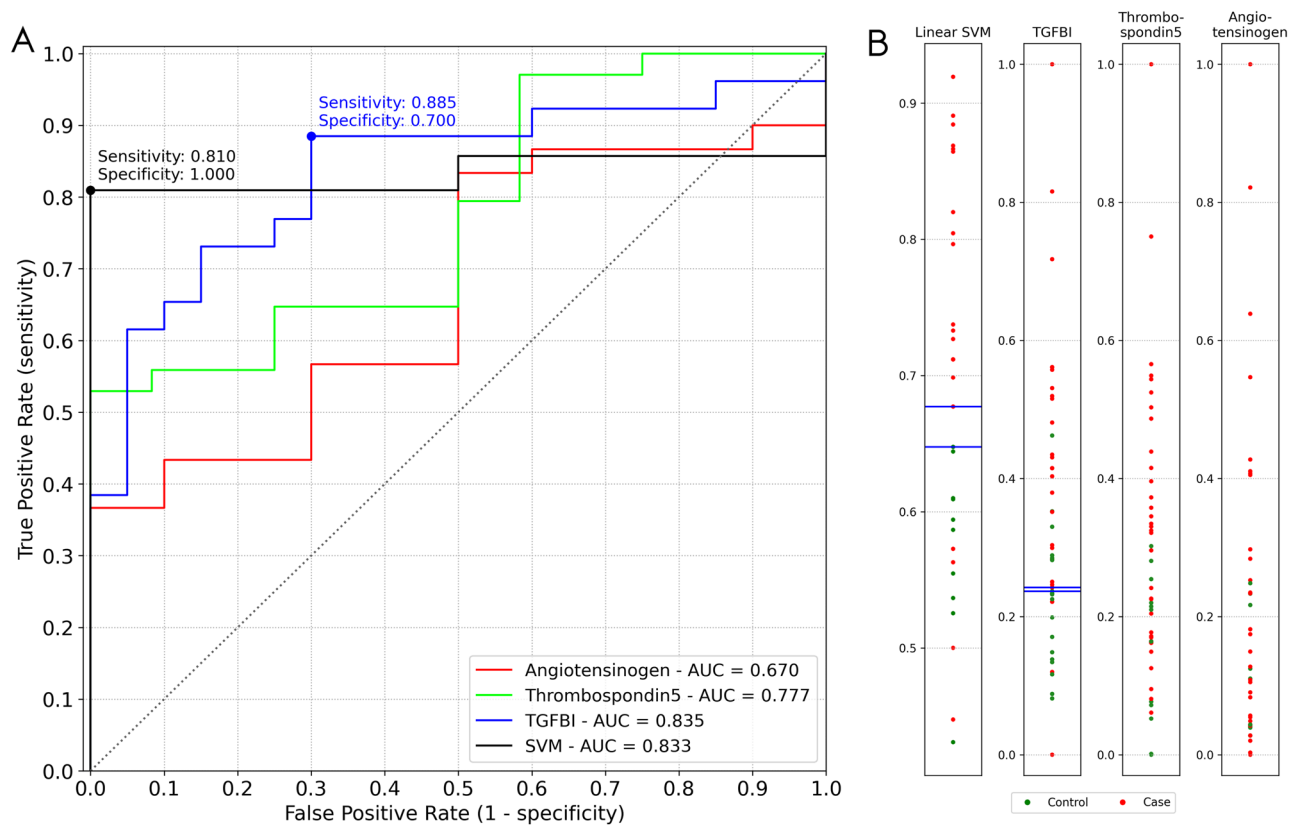 A
1.0
0.9
0.8
0.7
0.6
0.5
0.4
0.3
0.2
0.1
0.0
True Positive Rate (sensitivity)
Sensitivity: 0.885
Specificity: 0.700
Sensitivity: 0.810
Specificity: 1.000
Angiotensinogen - AUC = 0.670
Thrombospondin5 - AUC = 0.777
TGFBI - AUC = 0.835
SVM - AUC = 0.833
0.0 0.1 0.2 0.3 0.4 0.5 0.6 0.7 0.8 0.9 1.0
False Positive Rate (1 - specificity)
B
Linear SVM
0.9
0.8
0.7
0.6
0.5
TGFBI
1.0
0.8
0.6
0.4
0.2
0.0
Thrombo-
spondin5
1.0
0.8
0.6
0.4
0.2
0.0
Angio-
tensinogen
1.0
0.8
0.6
0.4
0.2
0.0
Control Case